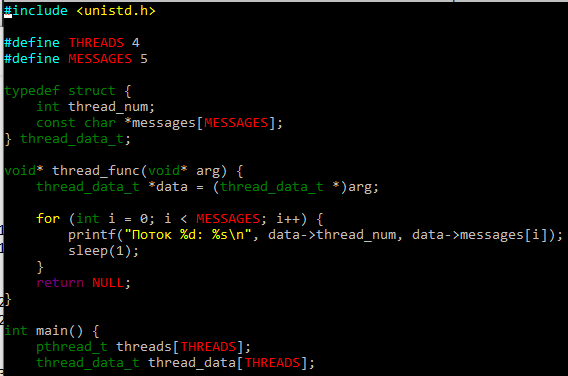 #include <unistd.h>
#define THREADS 4
#define MESSAGES 5
typedef struct {
    int thread_num;
    const char *messages[MESSAGES];
} thread_data_t;
void* thread_func(void* arg) {
    thread_data_t *data = (thread_data_t *)arg;
    for (int i = 0; i < MESSAGES; i++) {
        printf("Поток %d: %s\n", data->thread_num, data->messages[i]);
        sleep(1);
    }
    return NULL;
}
int main() {
    pthread_t threads[THREADS];
    thread_data_t thread_data[THREADS];